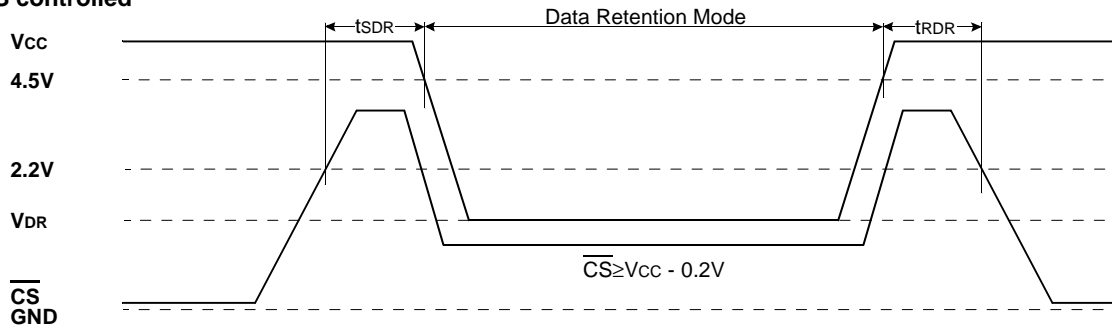 controlled
tSDR Data Retention Mode tRDR
VCC
4.5V
2.2V
VDR
CS≥VCC - 0.2V
CS
GND